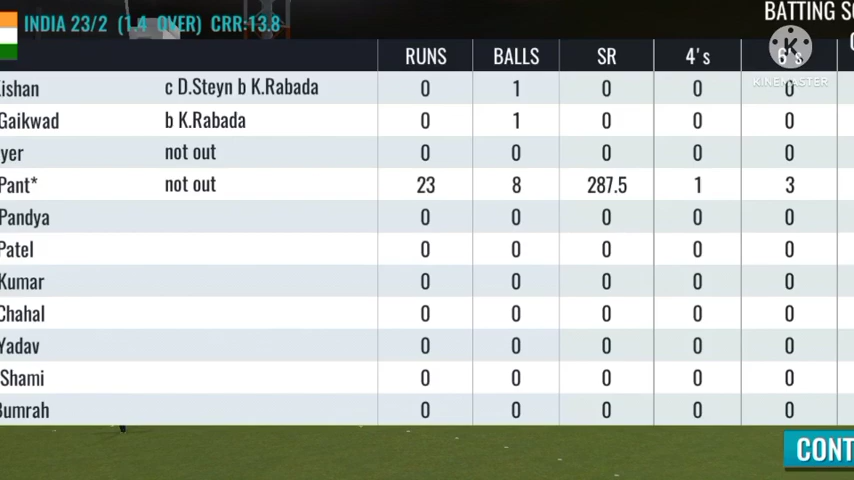 BATTING S
INDIA 23/2 (1.4 OVER) CRR:13.8
RUNS BALLS SR 4's 6's
KINEMASTER
ishan c D.Steyn b K.Rabada 0 1 0 0 0
Gaikwad b K.Rabada 0 1 0 0 0
yer not out 0 0 0 0 0
Pant* not out 23 8 287.5 1 3
Pandya 0 0 0 0 0
Patel 0 0 0 0 0
Kumar 0 0 0 0 0
Chahal 0 0 0 0 0
Yadav 0 0 0 0 0
Shami 0 0 0 0 0
Bumrah 0 0 0 0 0
CONT